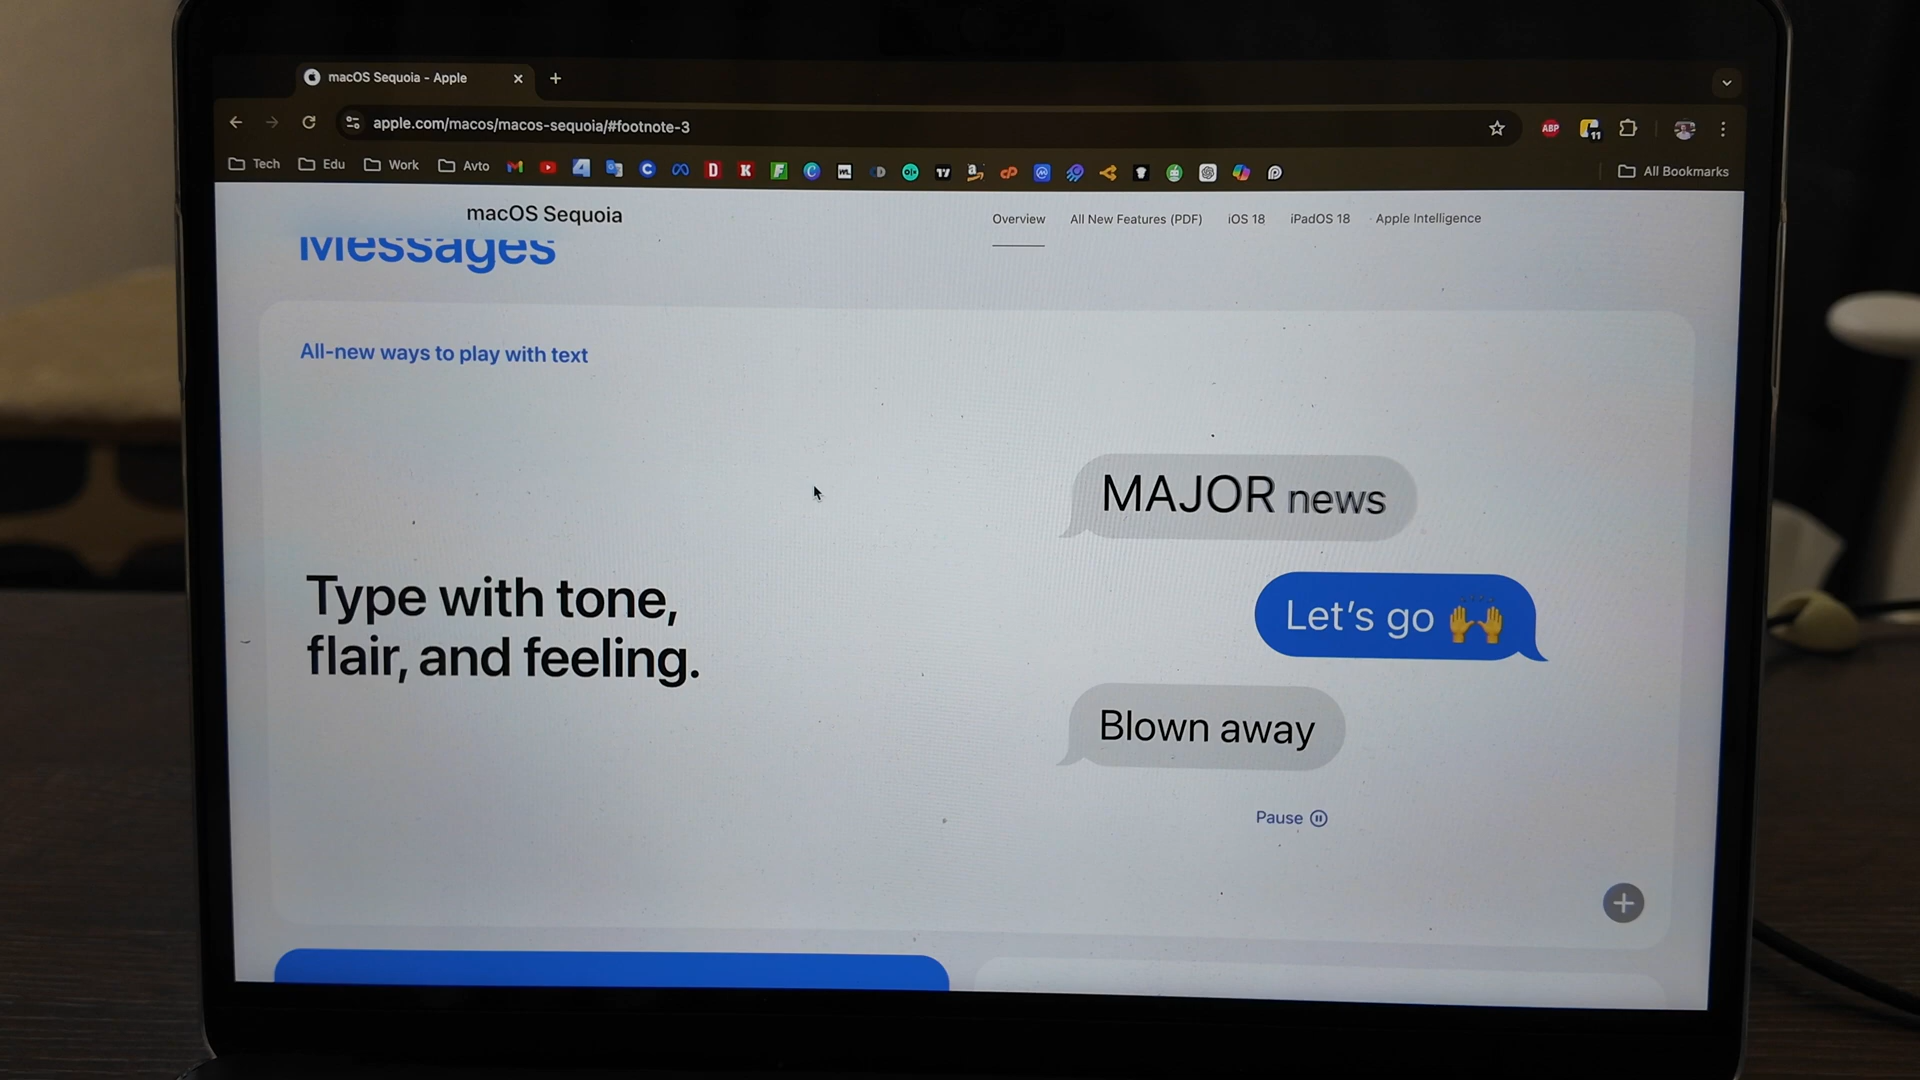 macOS Sequoia - Apple
apple.com/macos/macos-sequoia/#footnote-3
ABP
11
Tech Edu Work Avto
All Bookmarks
macOS Sequoia
Overview All New Features (PDF) iOS 18 iPadOS 18 Apple Intelligence
Messages
All-new ways to play with text
MAJOR news
Let’s go 🙌
Type with tone,
flair, and feeling.
Blown away
Pause